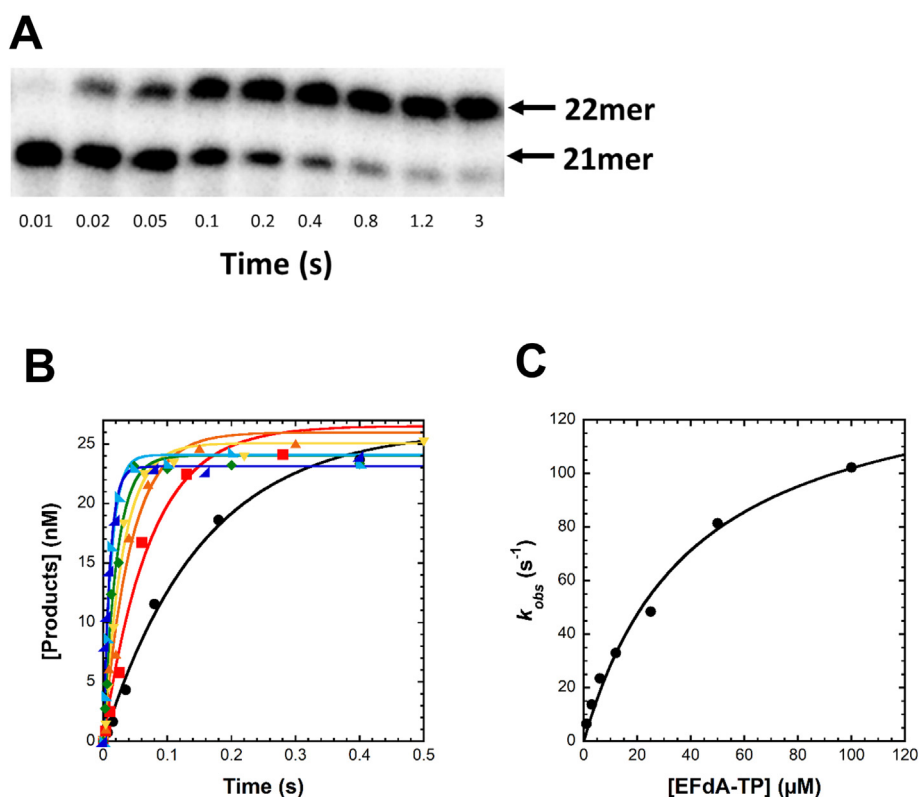 A
22mer
21mer
0.01 0.02 0.05 0.1 0.2 0.4 0.8 1.2 3
Time (s)
B
[Products] (nM)
25
20
15
10
5
0
0 0.1 0.2 0.3 0.4 0.5
Time (s)
C
k_obs (s⁻¹)
120
100
80
60
40
20
0
0 20 40 60 80 100 120
[EFdA-TP] (µM)